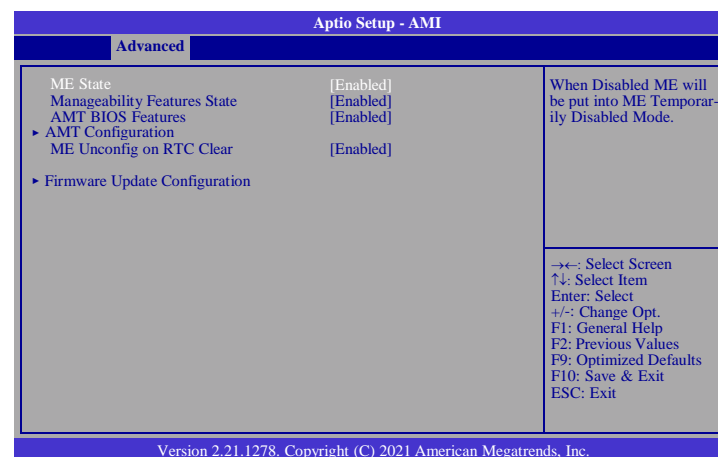 Aptio Setup - AMI
Advanced
ME State [Enabled]
Manageability Features State [Enabled]
AMT BIOS Features [Enabled]
► AMT Configuration
ME Unconfig on RTC Clear [Enabled]
► Firmware Update Configuration
When Disabled ME will
be put into ME Temporar-
ily Disabled Mode.
→←: Select Screen
↑↓: Select Item
Enter: Select
+/-: Change Opt.
F1: General Help
F2: Previous Values
F9: Optimized Defaults
F10: Save & Exit
ESC: Exit
Version 2.21.1278. Copyright (C) 2021 American Megatrends, Inc.